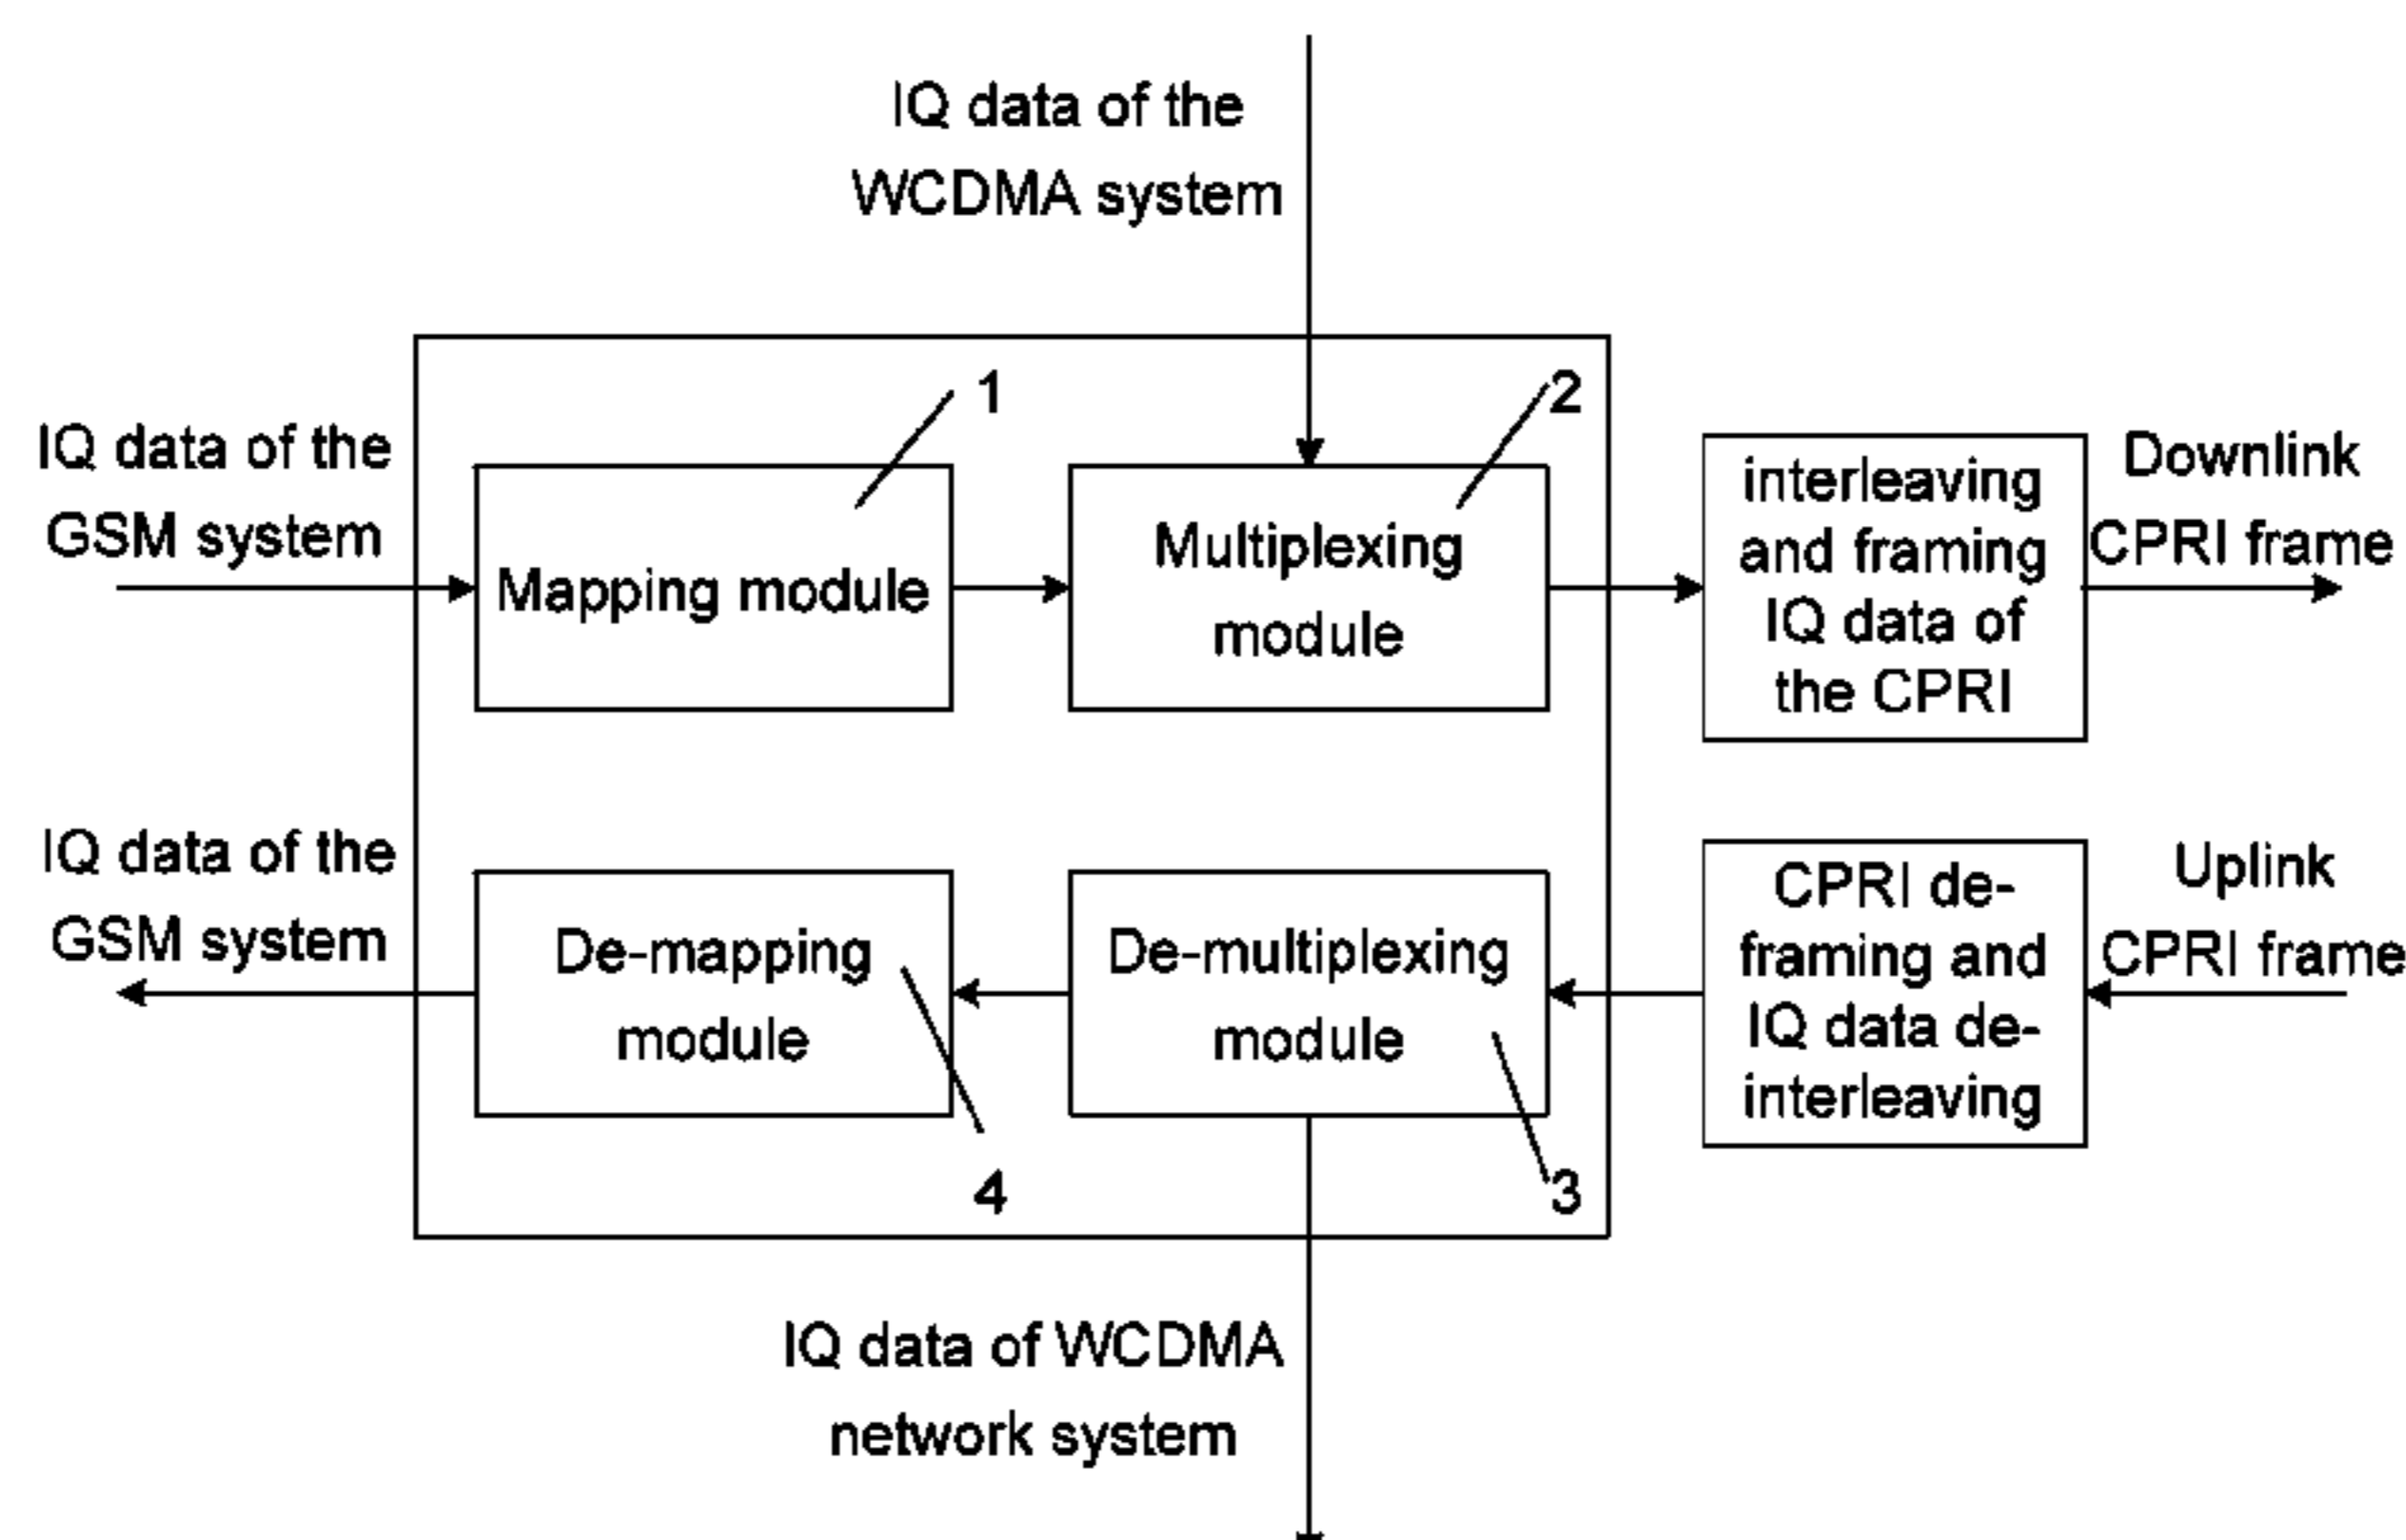 IQ data of the
WCDMA system
1
2
IQ data of the
GSM system
Mapping module
Multiplexing
module
interleaving
and framing
IQ data of
the CPRI
Downlink
CPRI frame
IQ data of the
GSM system
De-mapping
module
De-multiplexing
module
CPRI de-
framing and
IQ data de-
interleaving
Uplink
CPRI frame
4
3
IQ data of WCDMA
network system